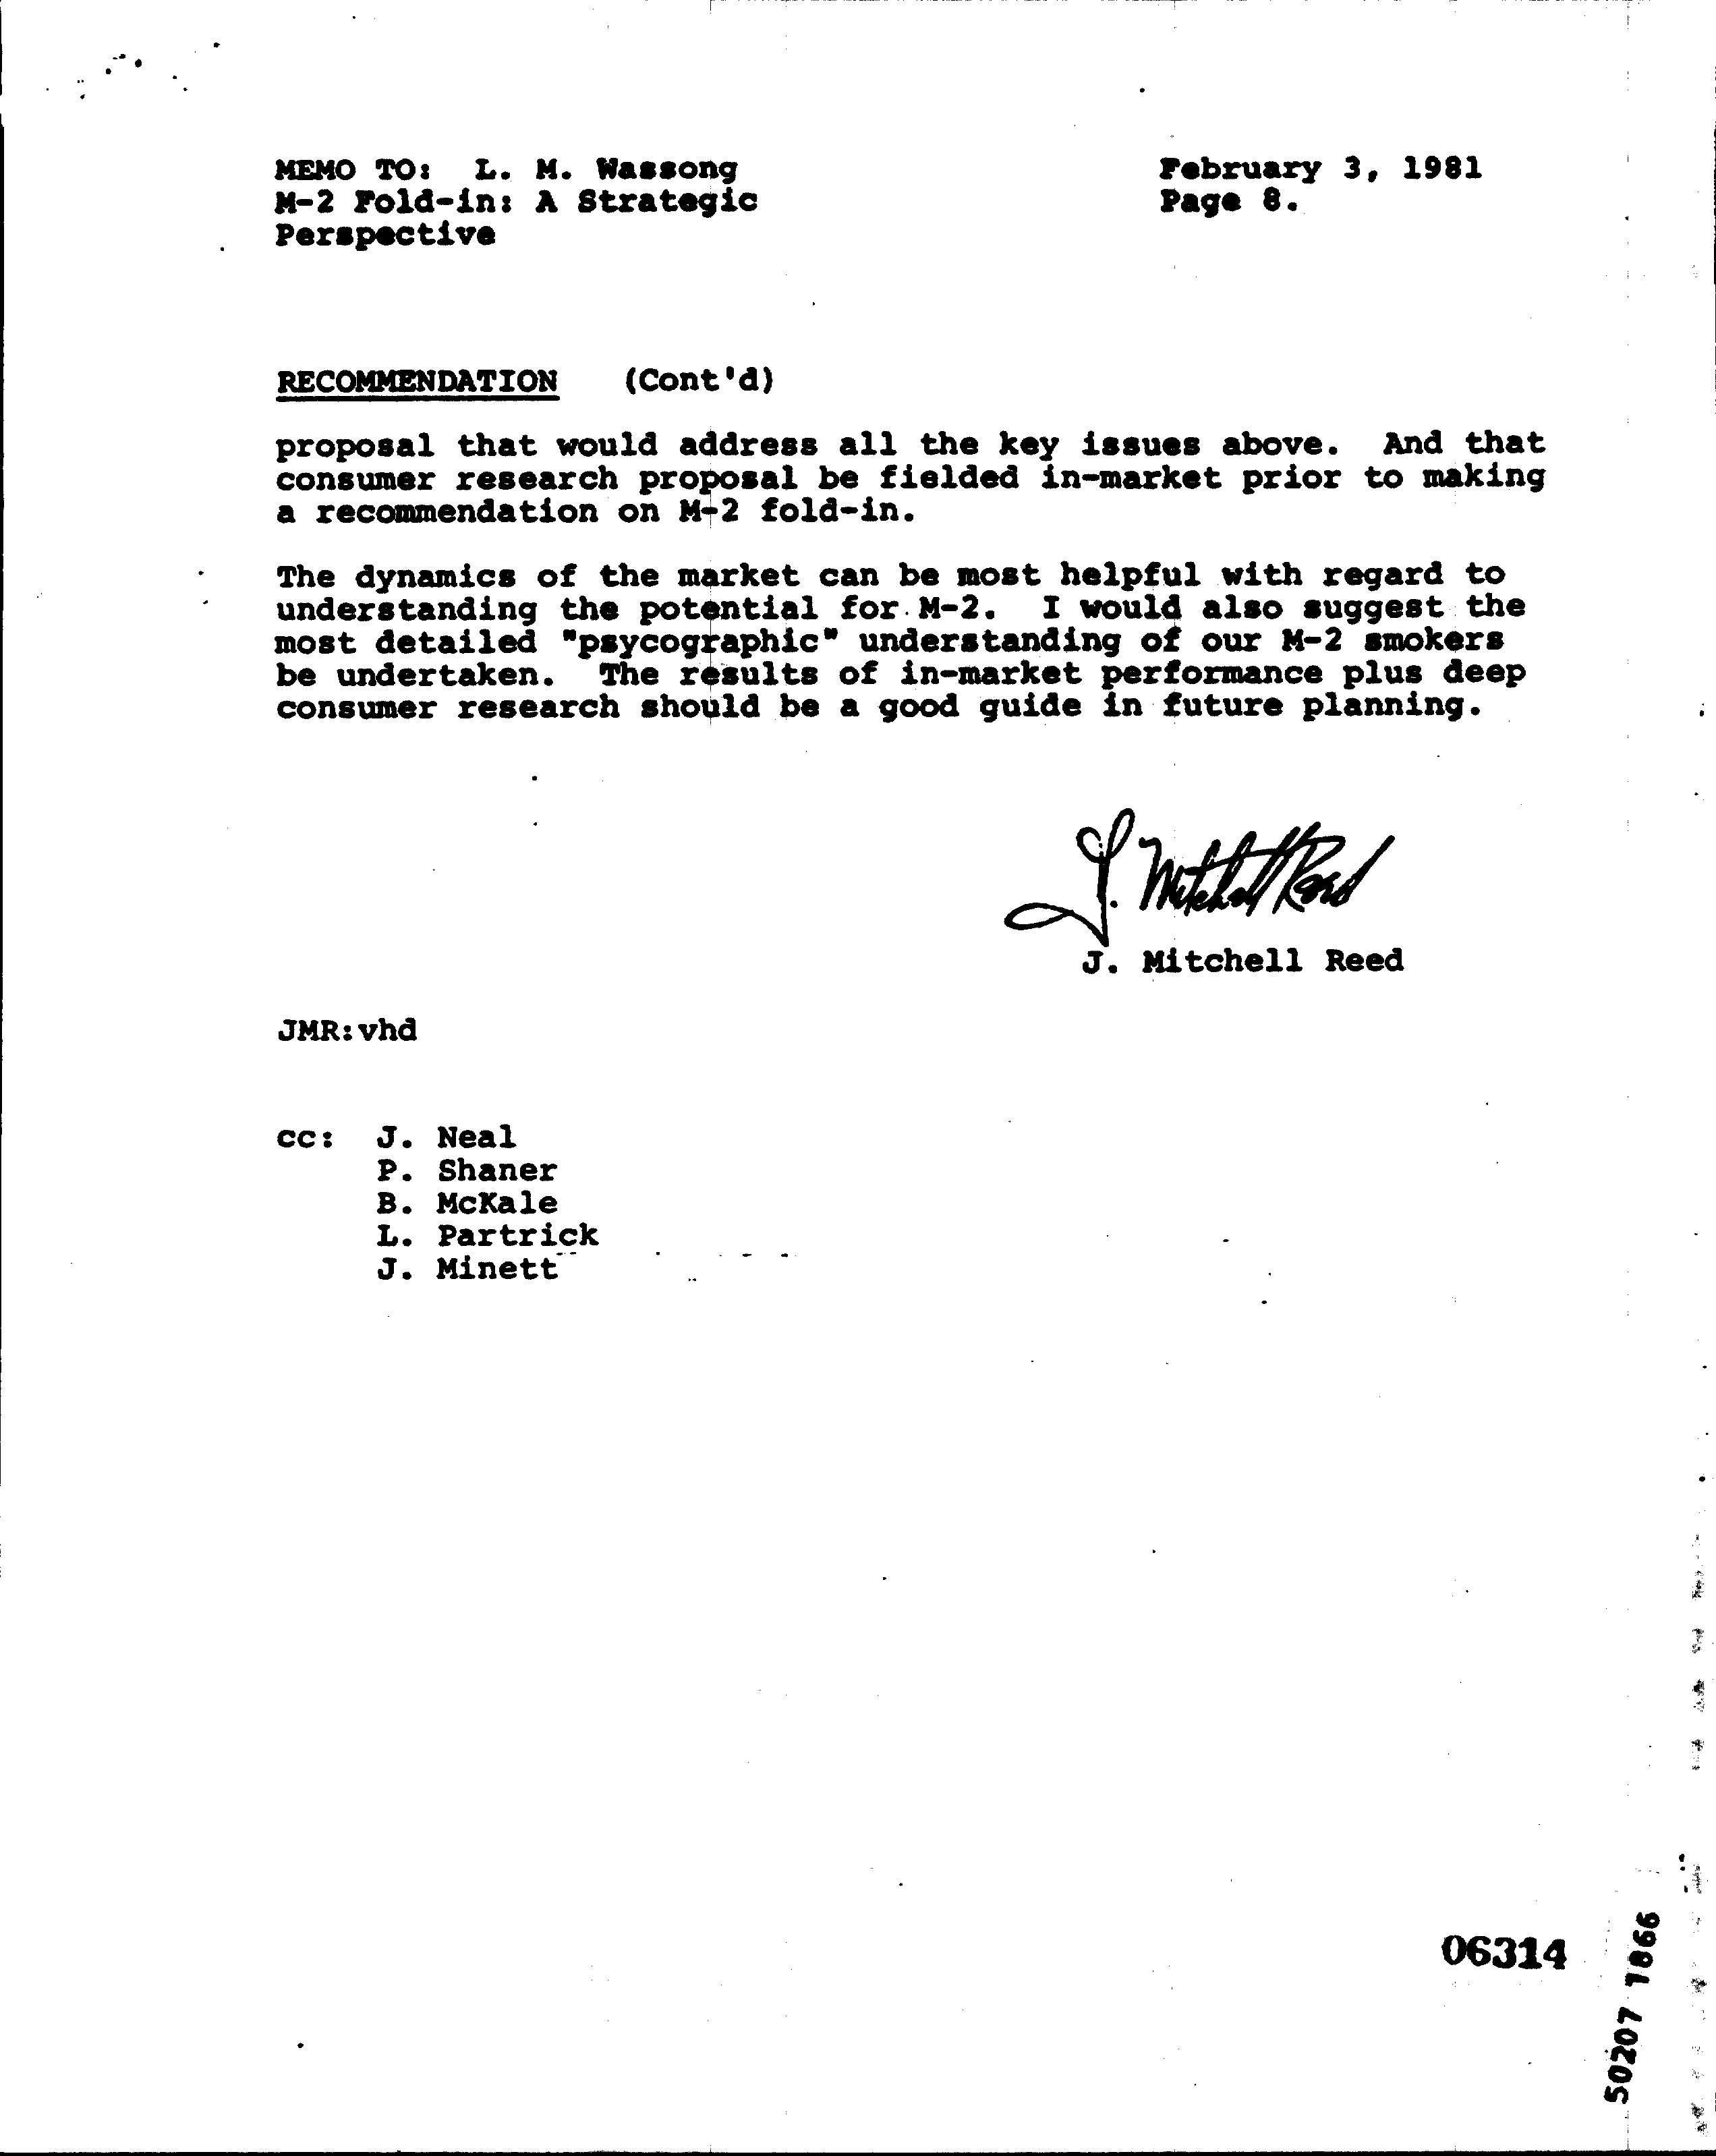 MEMO TO: L. M. Wassong February 3, 1981
M-2 Fold-in: A Strategic Page 8.
Perspective
RECOMMENDATION (Cont'd)
proposal that would address all the key issues above. And that
consumer research proposal be fielded in-market prior to making
a recommendation on M-2 fold-in.
The dynamics of the market can be most helpful with regard to
understanding the potential for M-2. I would also suggest the
most detailed "psycographic" understanding of our M-2 smokers
be undertaken. The results of in-market performance plus deep
consumer research should be a good guide in future planning.
J. Mitchell Reed
J. Mitchell Reed
JMR:vhd
cc: J. Neal
P. Shaner
B. McKale
L. Partrick
J. Minett
06314
50207 1866